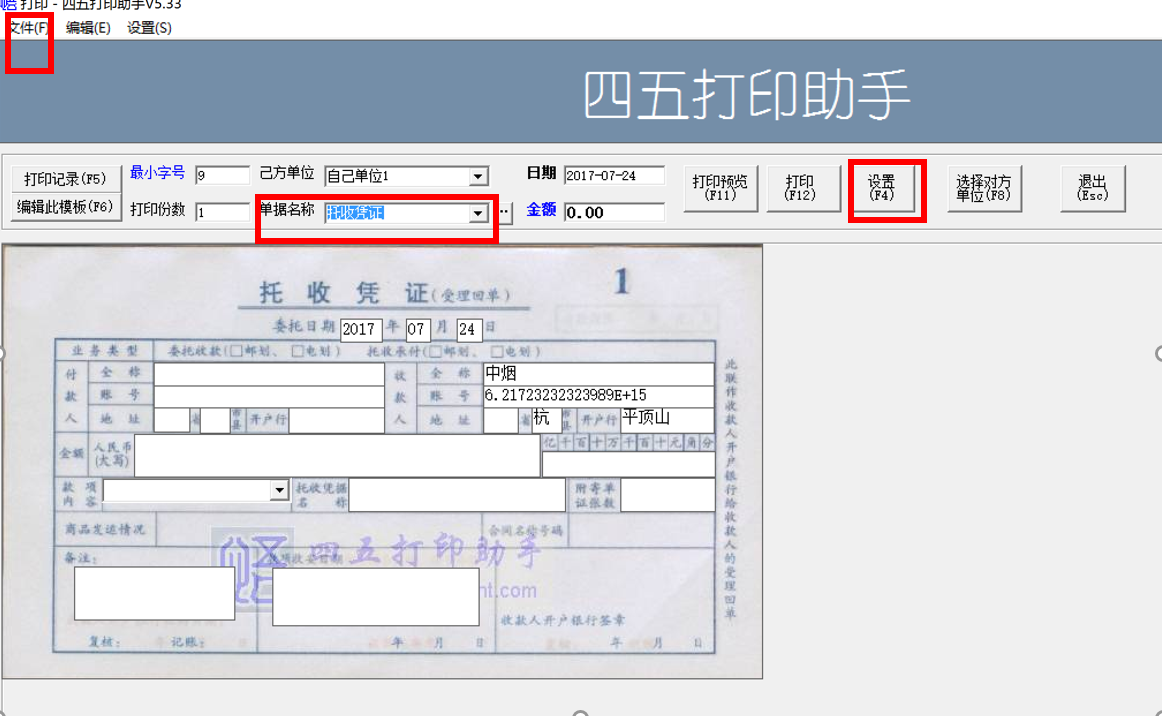 打印 - 四五打印助手V5.33
文件(F) 编辑(E) 设置(S)
四五打印助手
打印记录(F5) 最小字号 9 己方单位 自己单位1 日期 2017-07-24 打印预览(F11) 打印(F12) 设置(F4) 选择对方单位(F8) 退出(Esc)
编辑此模板(F6) 打印份数 1 单据名称 托收凭证 金额 0.00
托收凭证(受理回单) 1
委托日期 2017 年 07 月 24 日
业务类型 委托收款(□邮划、□电划) 托收承付(□邮划、□电划)
付款人 全称 收款人 全称 中烟
账号 账号 6.21723232323989E+15
地址 省 市县 开户行 地址 省 杭 市县 开户行 平顶山
金额 人民币(大写) 亿千百十万千百十元角分
款项内容 托收凭据名称 附寄单证张数
商品发运情况 合同名称号码
四五打印助手
nt.com
备注:
款项收妥日期
收款人开户银行签章
复核: 记账: 年 月 日 年 月 日
此联作收款人开户银行给收款人的受理回单